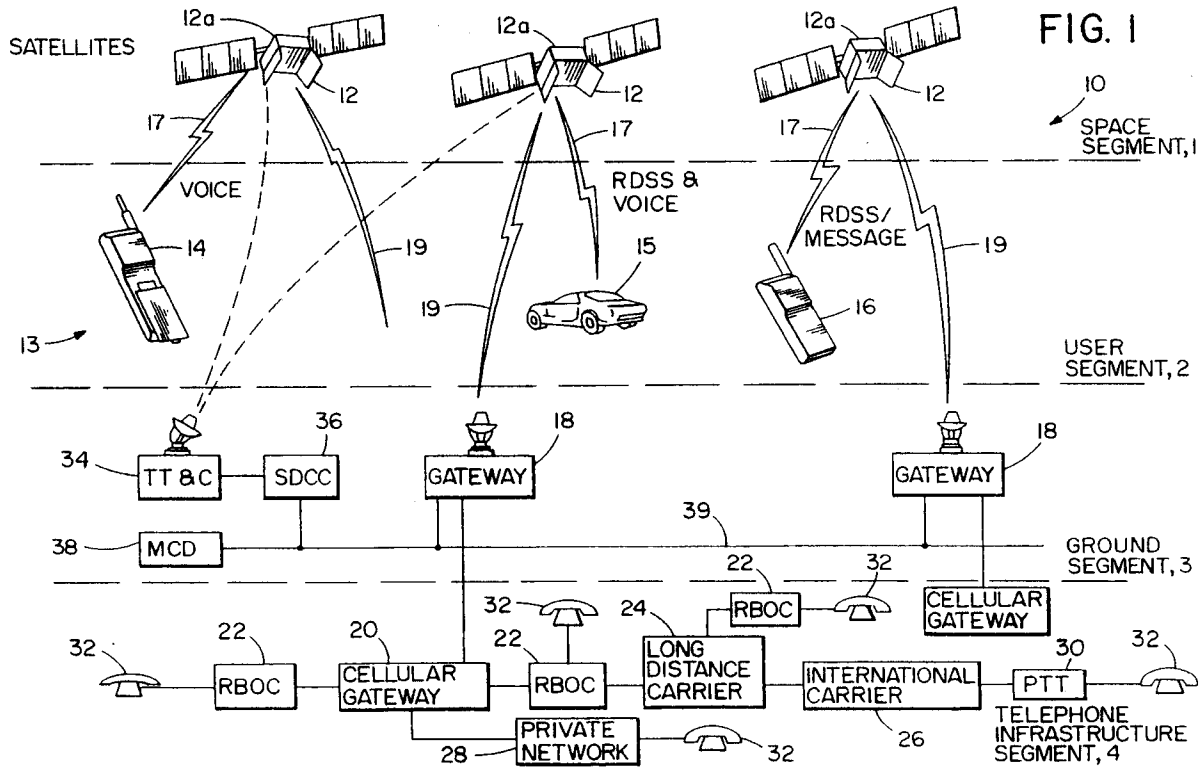 FIG. 1
SATELLITES
12a
12a
12a
12
12
12
10
17
17
17
SPACE
SEGMENT, 1
VOICE
RDSS &
VOICE
RDSS/
MESSAGE
14
15
16
19
19
19
13
USER
SEGMENT, 2
34
TT & C
36
SDCC
GATEWAY
18
GATEWAY
18
38
MCD
39
GROUND
SEGMENT, 3
32
22
RBOC
20
CELLULAR
GATEWAY
32
22
RBOC
24
LONG
DISTANCE
CARRIER
22
RBOC
32
CELLULAR
GATEWAY
INTERNATIONAL
CARRIER
26
30
PTT
32
PRIVATE
NETWORK
28
32
TELEPHONE
INFRASTRUCTURE
SEGMENT, 4